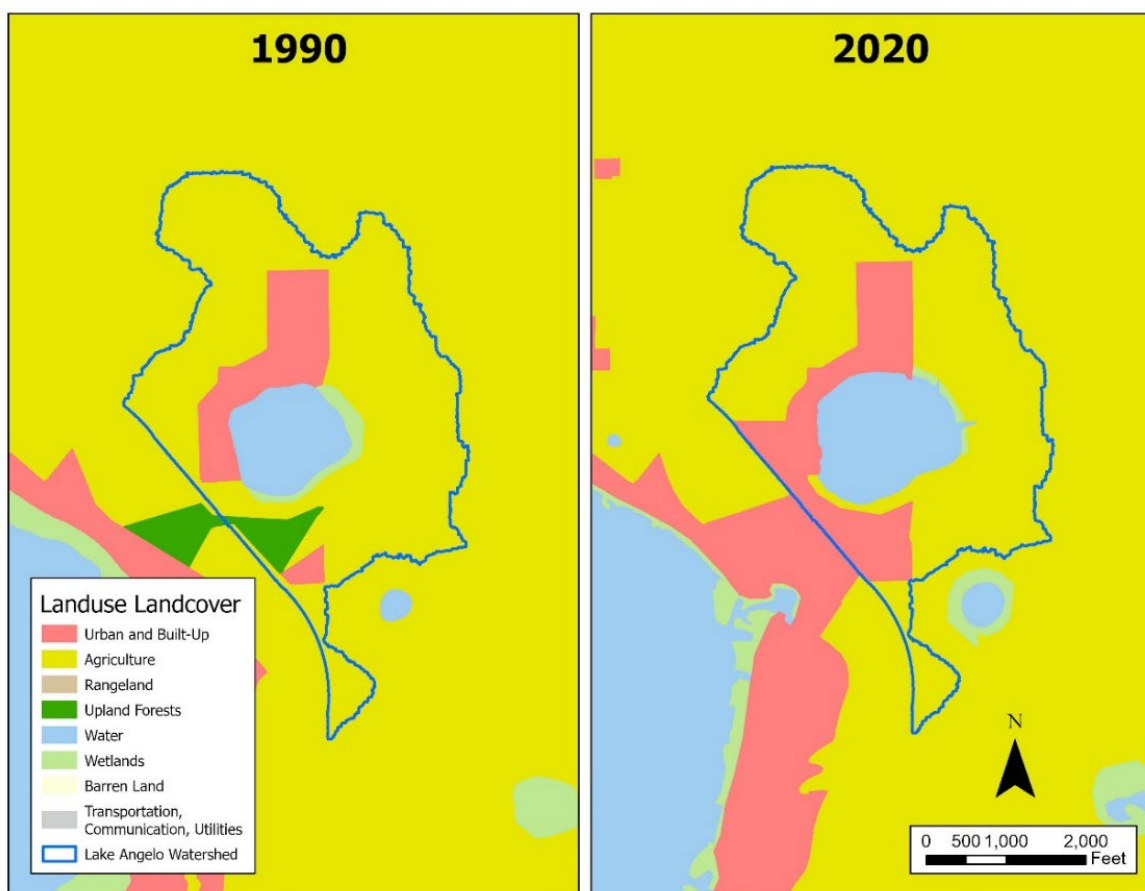 1990
2020
Landuse Landcover
Urban and Built-Up
Agriculture
Rangeland
Upland Forests
Water
Wetlands
Barren Land
Transportation,
Communication, Utilities
Lake Angelo Watershed
N
0 500 1,000 2,000
Feet